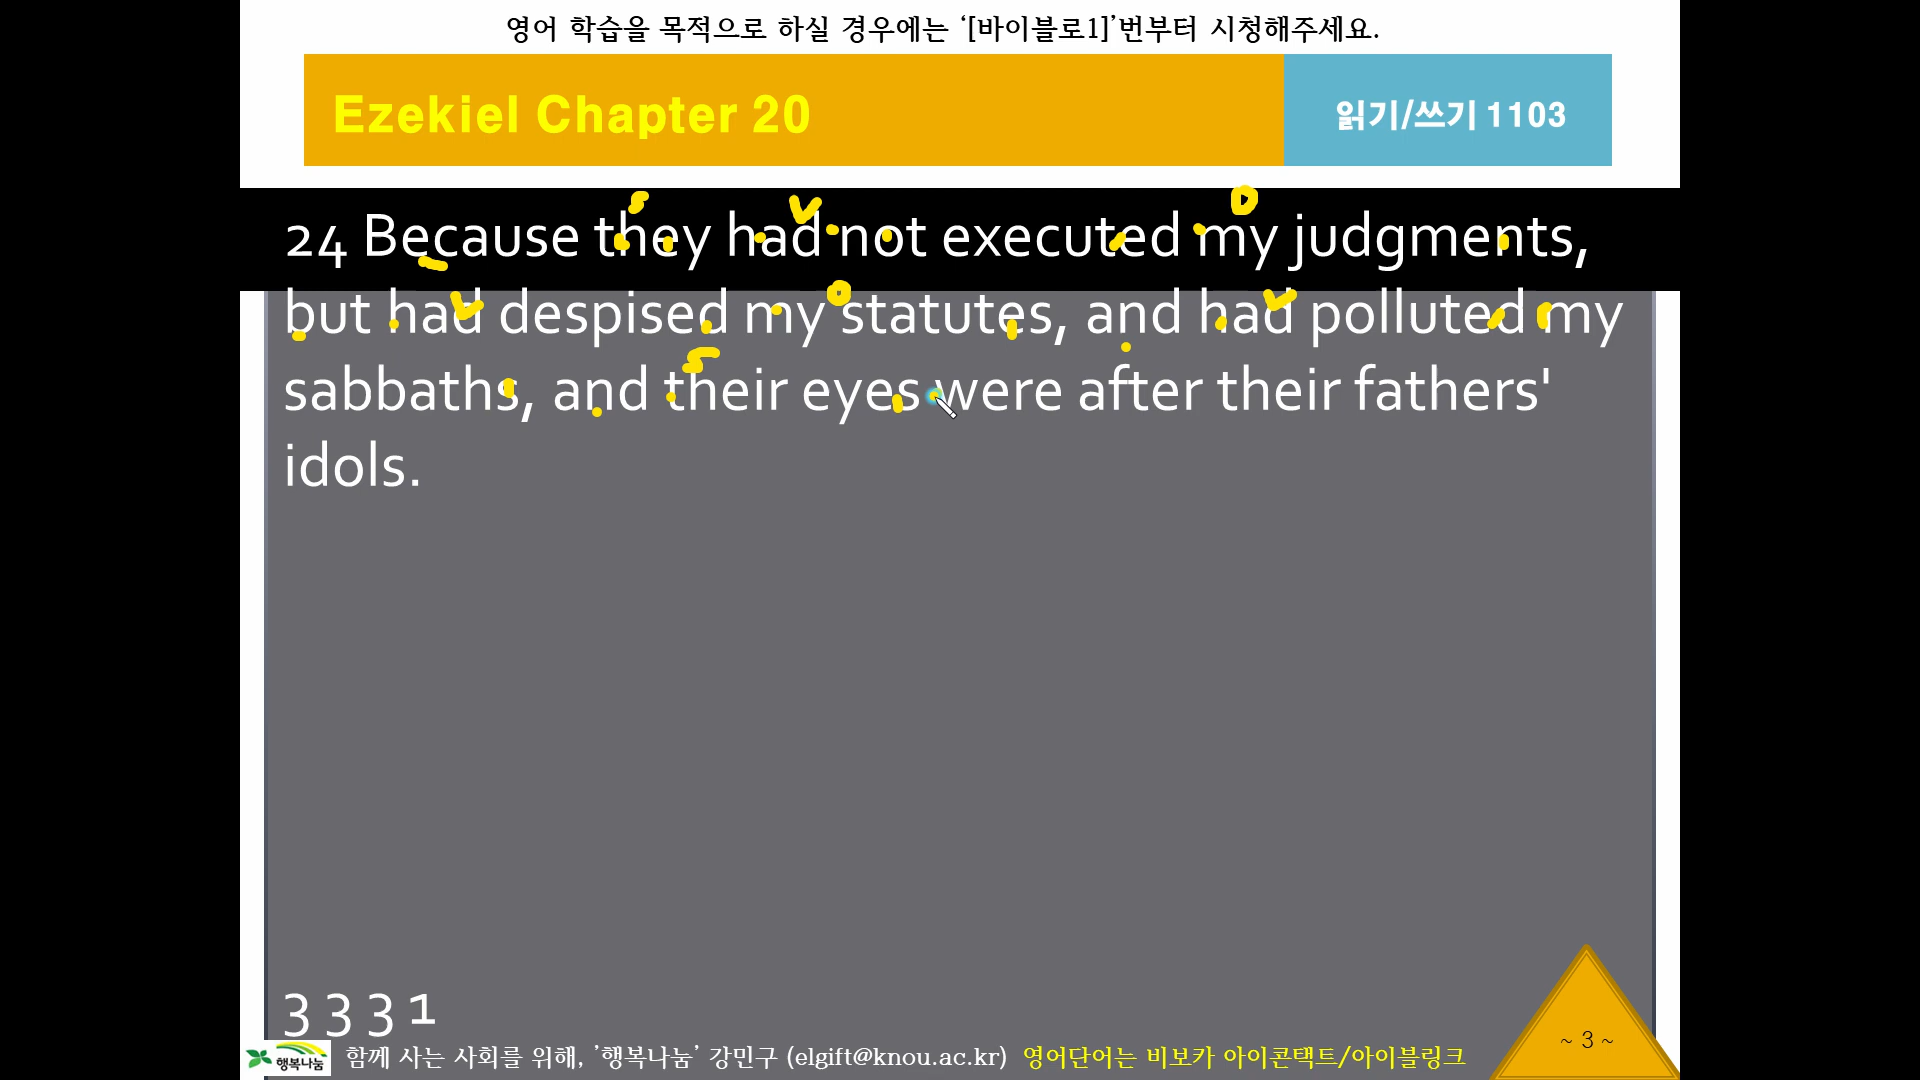 영어 학습을 목적으로 하실 경우에는 ‘[바이블로1]’번부터 시청해주세요.
Ezekiel Chapter 20
읽기/쓰기 1103
s v o
24 Because they had not executed my judgments,
v o v
but had despised my statutes, and had polluted my
s
sabbaths, and their eyes were after their fathers'
idols.
3 3 3 1
~ 3 ~
행복나눔 함께 사는 사회를 위해, ’행복나눔’ 강민구 (elgift@knou.ac.kr) 영어단어는 비보카 아이콘택트/아이블링크